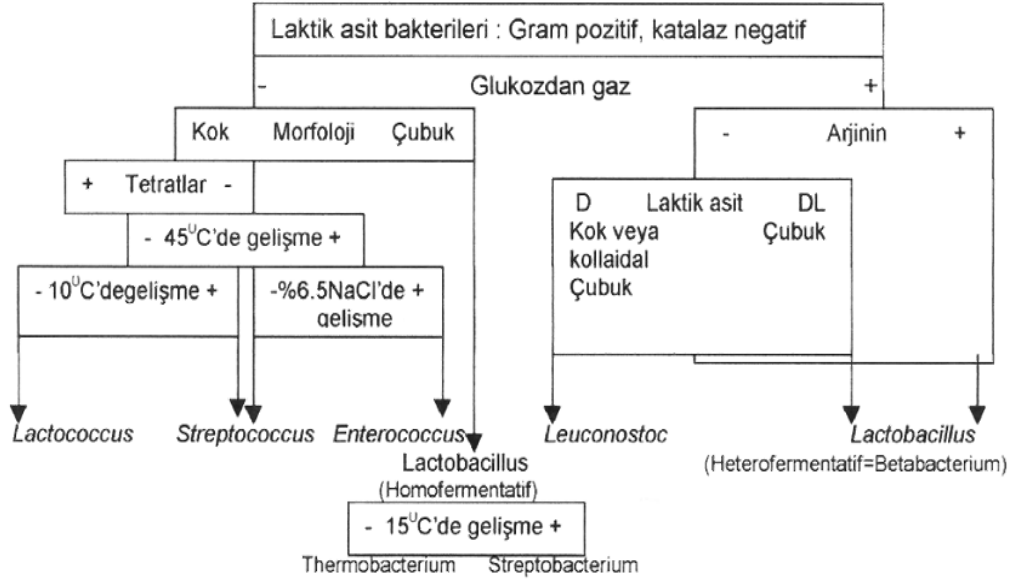 Laktik asit bakterileri : Gram pozitif, katalaz negatif
- Glukozdan gaz +
Kok Morfoloji Çubuk
- Arjinin +
+ Tetratlar -
D Laktik asit DL
Kok veya Çubuk
kollaidal
Çubuk
- 45⁰C'de gelişme +
- 10⁰C'degelişme +
-%6.5NaCl'de +
gelişme
Lactococcus Streptococcus Enterococcus Leuconostoc Lactobacillus
(Heterofermentatif=Betabacterium)
Lactobacillus
(Homofermentatif)
- 15⁰C'de gelişme +
Thermobacterium Streptobacterium